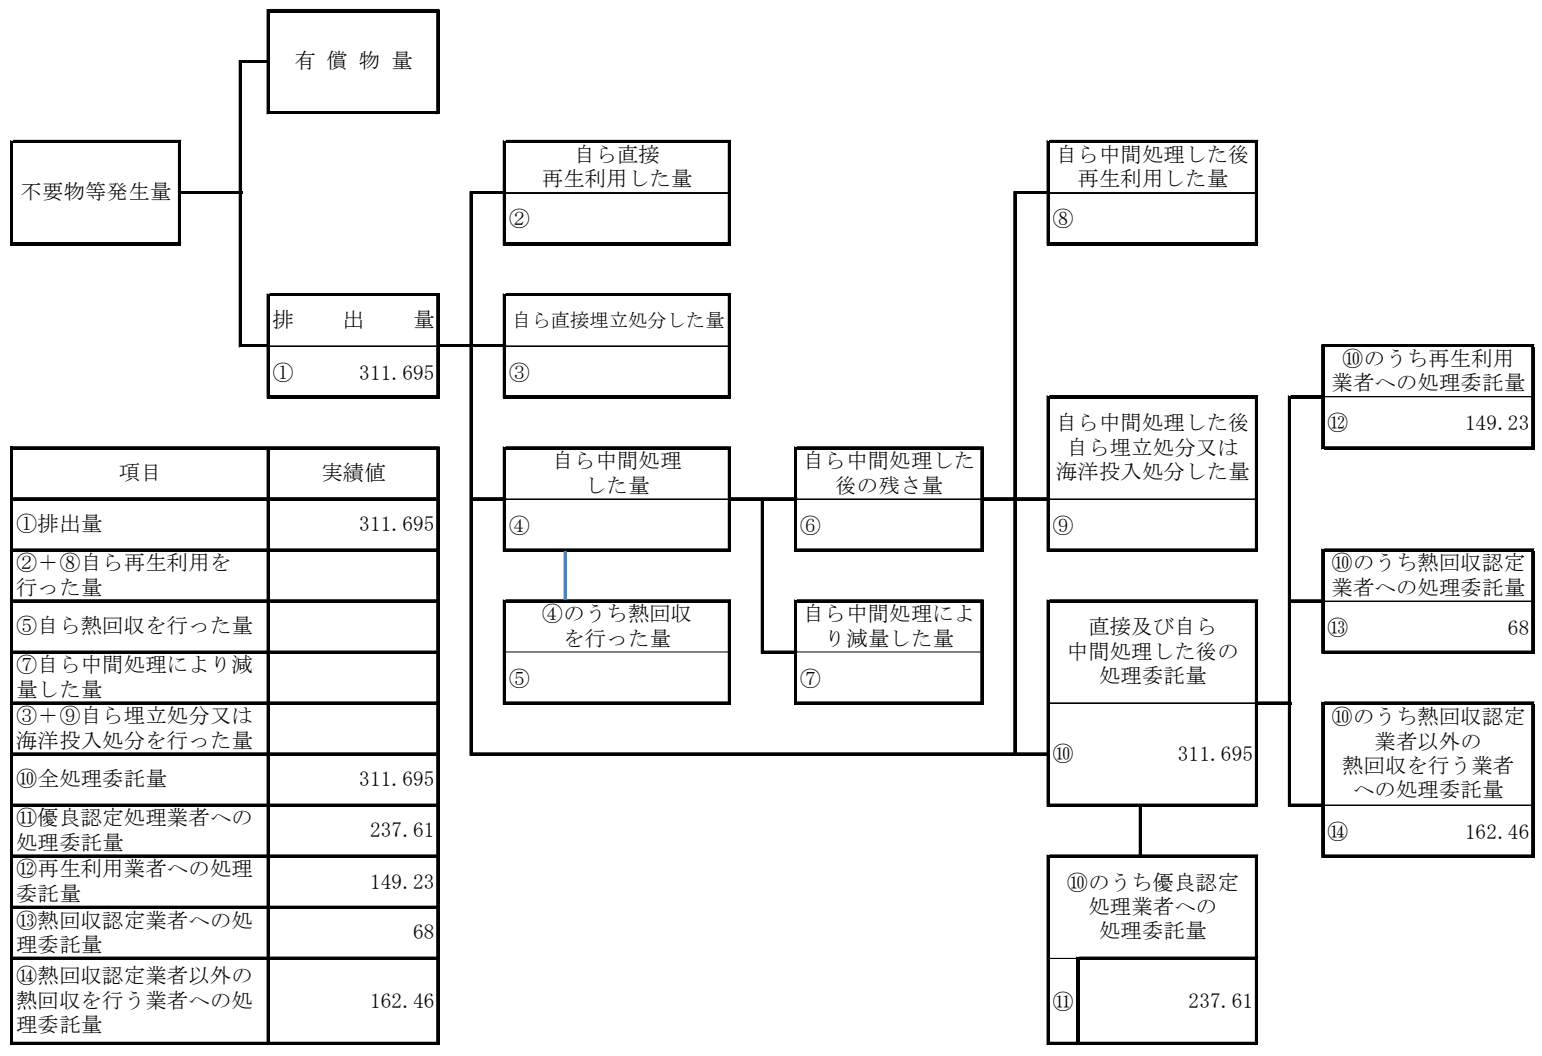 有償物量
不要物等発生量
排出量
① 311.695
自ら直接
再生利用した量
②
自ら直接埋立処分した量
③
自ら中間処理
した量
④
④のうち熱回収
を行った量
⑤
自ら中間処理した
後の残さ量
⑥
自ら中間処理によ
り減量した量
⑦
自ら中間処理した後
再生利用した量
⑧
自ら中間処理した後
自ら埋立処分又は
海洋投入処分した量
⑨
直接及び自ら
中間処理した後の
処理委託量
⑩ 311.695
⑩のうち優良認定
処理業者への
処理委託量
⑪ 237.61
⑩のうち再生利用
業者への処理委託量
⑫ 149.23
⑩のうち熱回収認定
業者への処理委託量
⑬ 68
⑩のうち熱回収認定
業者以外の
熱回収を行う業者
への処理委託量
⑭ 162.46
項目 実績値
①排出量 311.695
②＋⑧自ら再生利用を
行った量
⑤自ら熱回収を行った量
⑦自ら中間処理により減
量した量
③＋⑨自ら埋立処分又は
海洋投入処分を行った量
⑩全処理委託量 311.695
⑪優良認定処理業者への
処理委託量 237.61
⑫再生利用業者への処理
委託量 149.23
⑬熱回収認定業者への処
理委託量 68
⑭熱回収認定業者以外の
熱回収を行う業者への処
理委託量 162.46